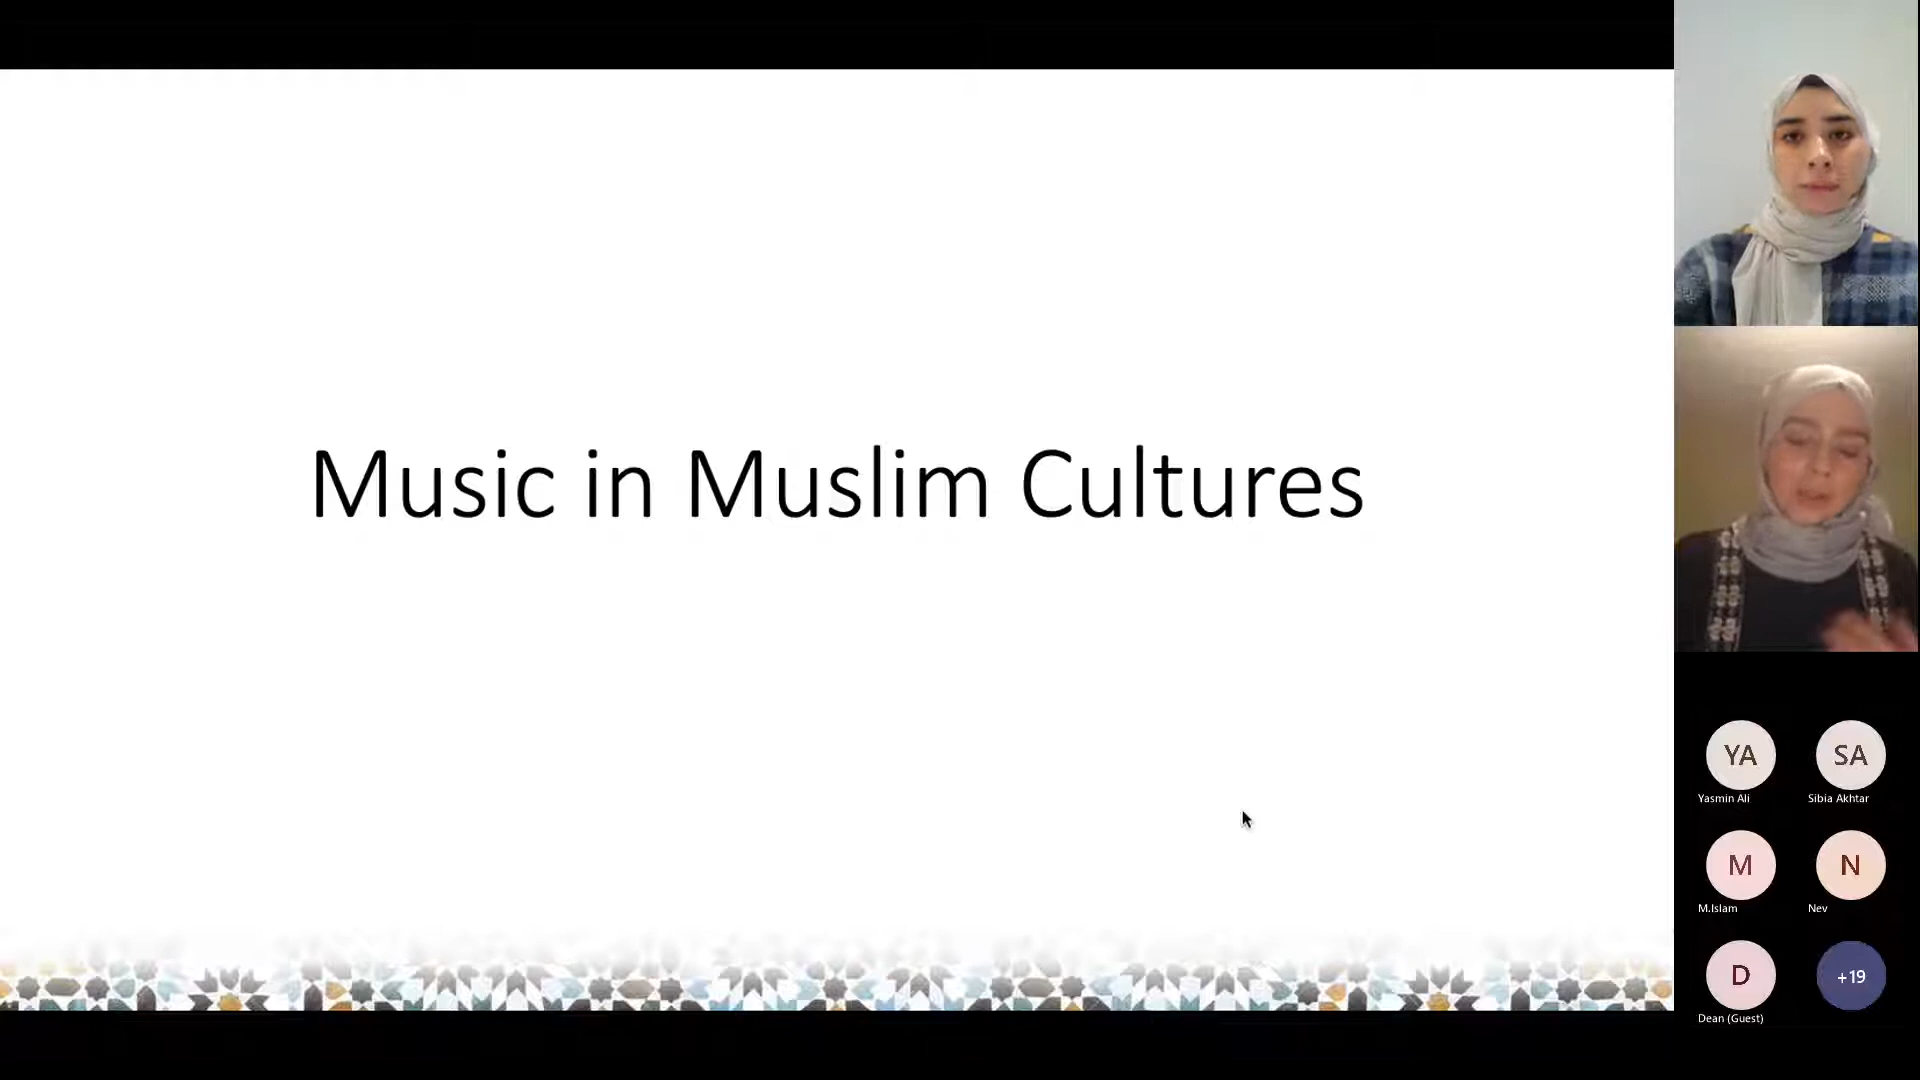 Music in Muslim Cultures
YA
SA
Yasmin Ali
Sibia Akhtar
M
N
M.Islam
Nev
D
+19
Dean (Guest)